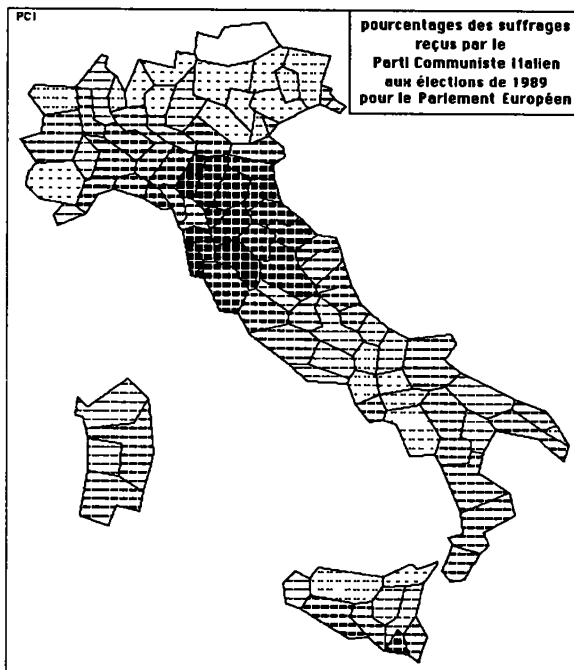 PCI
pourcentages des suffrages
reçus par le
Parti Communiste Italien
aux élections de 1989
pour le Parlement Européen